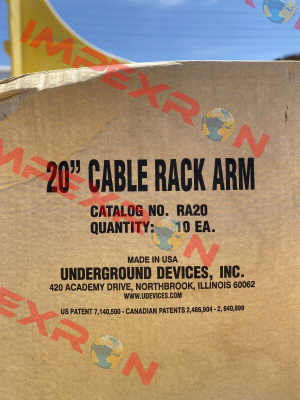 IMPEXRON
20" CABLE RACK ARM
CATALOG NO. RA20
QUANTITY: 10 EA.
IMPEXRON
MADE IN USA
UNDERGROUND DEVICES, INC.
420 ACADEMY DRIVE, NORTHBROOK, ILLINOIS 60062
WWW.UDEVICES.COM
US PATENT 7,140,500 - CANADIAN PATENTS 2,486,904 - 2,640,899
IMPEXRON